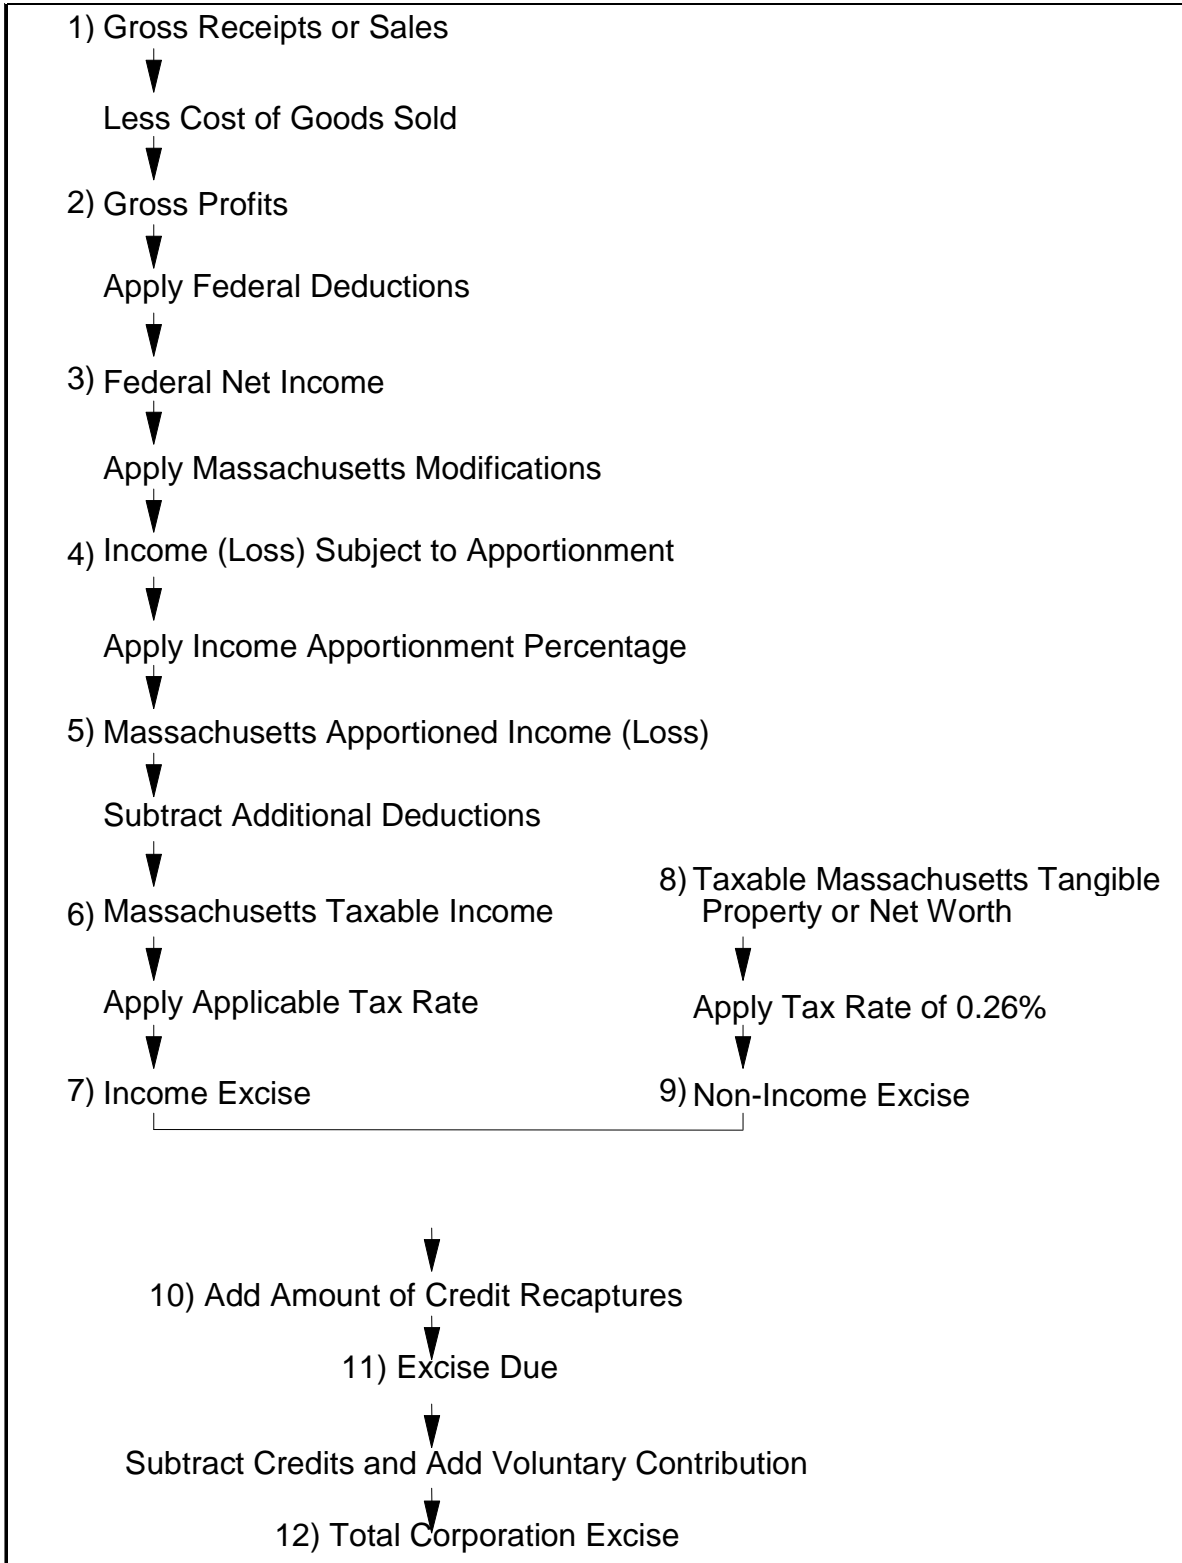 1) Gross Receipts or Sales
Less Cost of Goods Sold
2) Gross Profits
Apply Federal Deductions
3) Federal Net Income
Apply Massachusetts Modifications
4) Income (Loss) Subject to Apportionment
Apply Income Apportionment Percentage
5) Massachusetts Apportioned Income (Loss)
Subtract Additional Deductions
6) Massachusetts Taxable Income
Apply Applicable Tax Rate
7) Income Excise
8) Taxable Massachusetts Tangible
Property or Net Worth
Apply Tax Rate of 0.26%
9) Non-Income Excise
10) Add Amount of Credit Recaptures
11) Excise Due
Subtract Credits and Add Voluntary Contribution
12) Total Corporation Excise